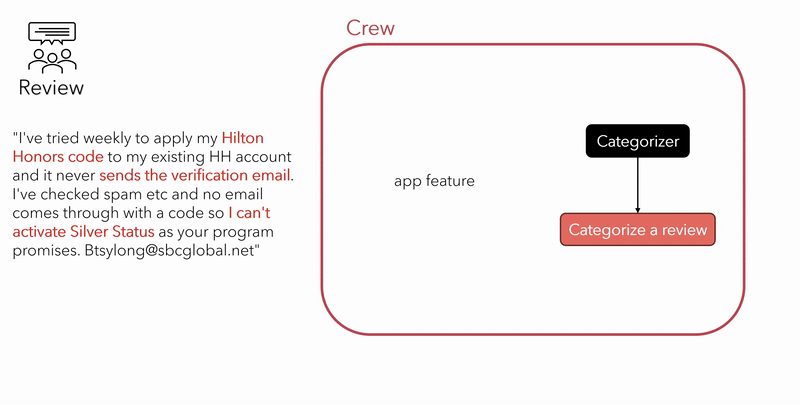 Crew
Review
"I've tried weekly to apply my Hilton
Honors code to my existing HH account
and it never sends the verification email.
I've checked spam etc and no email
comes through with a code so I can't
activate Silver Status as your program
promises. Btsylong@sbcglobal.net"
app feature
Categorizer
Categorize a review